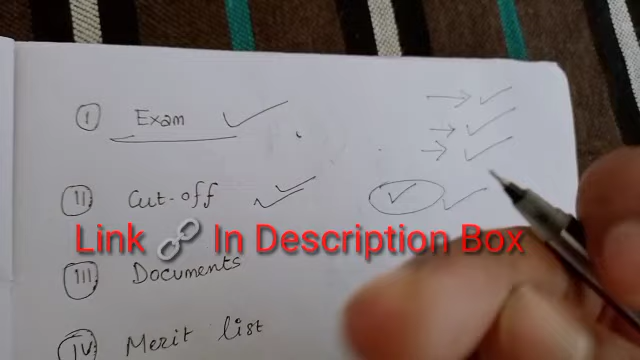 I Exam
II Cut-off
Link 🔗 In Description Box
III Documents
IV Merit list